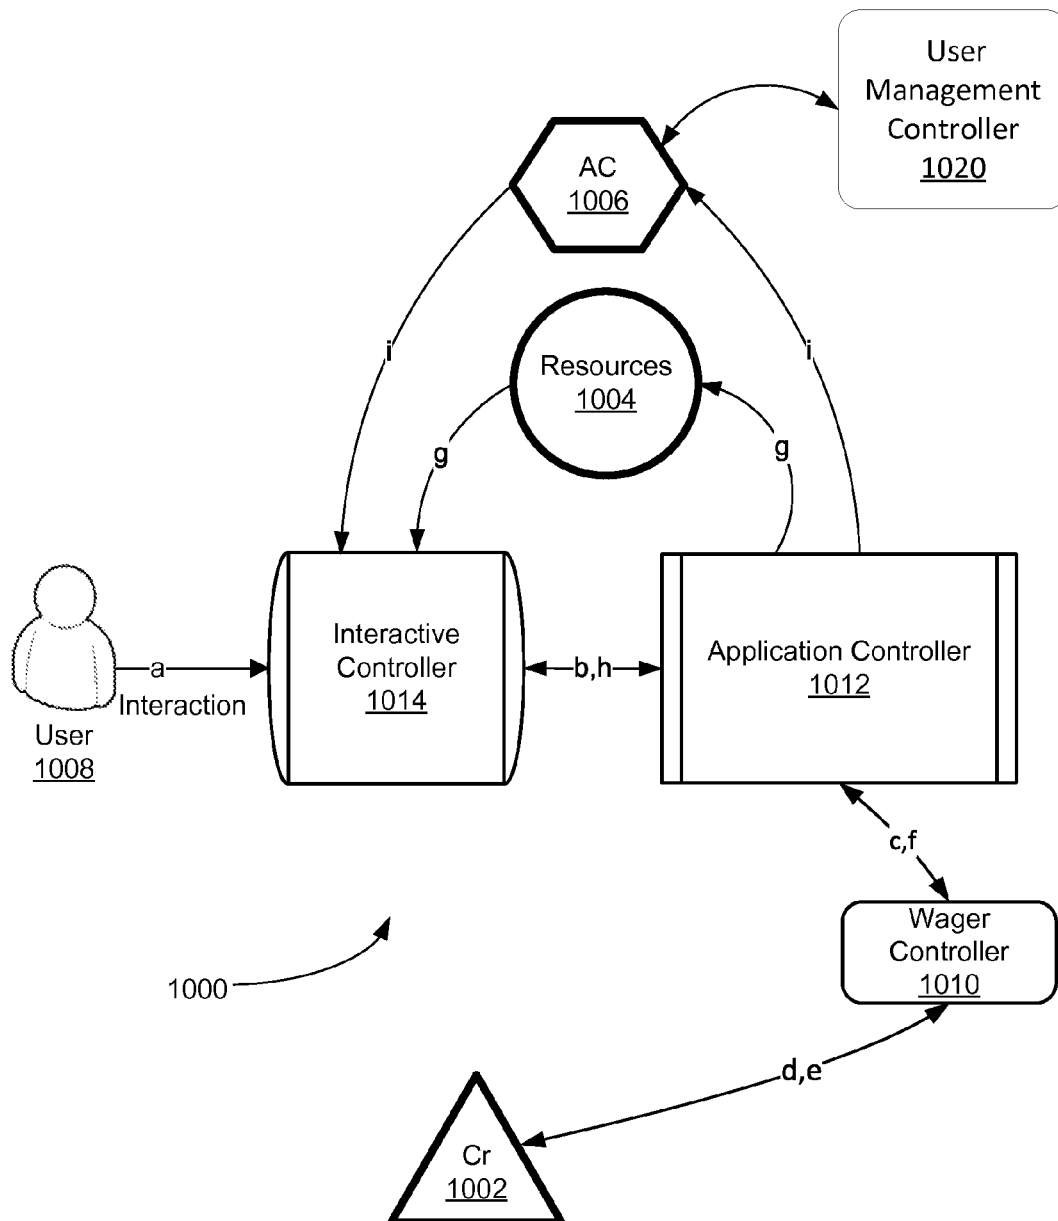 User
Management
Controller
1020
AC
1006
i
i
Resources
1004
g
g
Interactive
Controller
1014
Application Controller
1012
a
Interaction
b,h
User
1008
c,f
Wager
Controller
1010
1000
d,e
Cr
1002